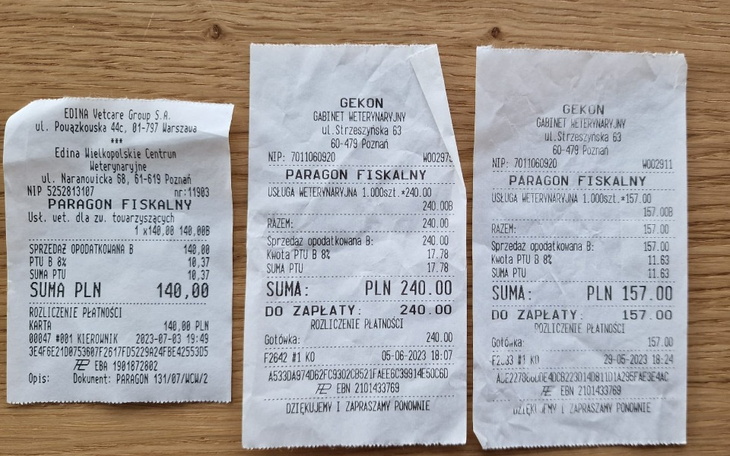 EDINA Vetcare Group S.A.
ul. Powązkowska 44c, 01-797 Warszawa
***
Edina Wielkopolskie Centrum
Weterynaryjne
ul. Naranowicka 68, 61-619 Poznań
NIP 5252813107 nr:11903
PARAGON FISKALNY
Usł. wet. dla zw. towarzyszących
1 x140,00 140,00B
SPRZEDAŻ OPODATKOWANA B 140,00
PTU B 8% 10,37
SUMA PTU 10,37
SUMA PLN 140,00
ROZLICZENIE PŁATNOŚCI
KARTA 140,00 PLN
00047 #001 KIEROWNIK 2023-07-03 19:49
3E4F6E21D0753607F2617FD5229A24F8E42553D5
EBA 1901872802
Opis: Dokument: PARAGON 131/07/WCW/2
GEKON
GABINET WETERYNARYJNY
ul.Strzeszyńska 63
60-479 Poznań
NIP: 7011060920
PARAGON FISKALNY
USŁUGA WETERYNARYJNA 1.000szt.*240.00
240.00B
RAZEM: 240.00
Sprzedaż opodatkowana B: 240.00
Kwota PTU B 8% 17.78
SUMA PTU 17.78
SUMA: PLN 240.00
DO ZAPŁATY: 240.00
ROZLICZENIE PŁATNOŚCI
Gotówka: 240.00
F2642 #1 KO 05-06-2023 18:07
A533DA974D62FC9302CB521FAEE6C39914E50C6D
EBN 2101433769
DZIĘKUJEMY I ZAPRASZAMY PONOWNIE
GEKON
GABINET WETERYNARYJNY
ul.Strzeszyńska 63
60-479 Poznań
NIP: 7011060920 W002911
PARAGON FISKALNY
USŁUGA WETERYNARYJNA 1.000szt.*157.00
157.00B
RAZEM: 157.00
Sprzedaż opodatkowana B: 157.00
Kwota PTU B 8% 11.63
SUMA PTU 11.63
SUMA: PLN 157.00
DO ZAPŁATY: 157.00
ROZLICZENIE PŁATNOŚCI
Gotówka: 157.00
#1 KO 29-05-2023 18:24
EBN 2101433769
DZIĘKUJEMY I ZAPRASZAMY PONOWNIE